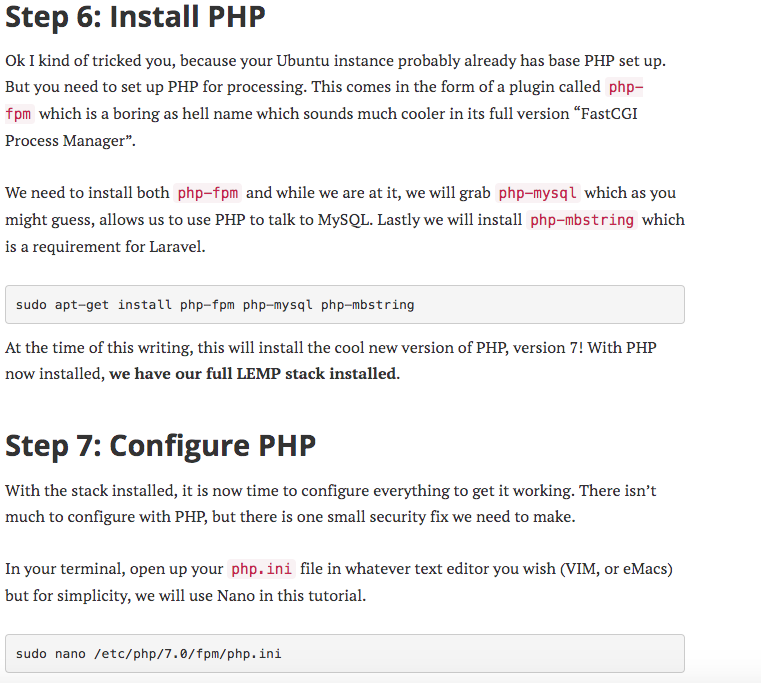 Step 6: Install PHP
Ok I kind of tricked you, because your Ubuntu instance probably already has base PHP set up.
But you need to set up PHP for processing. This comes in the form of a plugin called php-
fpm which is a boring as hell name which sounds much cooler in its full version “FastCGI
Process Manager”.
We need to install both php-fpm and while we are at it, we will grab php-mysql which as you
might guess, allows us to use PHP to talk to MySQL. Lastly we will install php-mbstring which
is a requirement for Laravel.
sudo apt-get install php-fpm php-mysql php-mbstring
At the time of this writing, this will install the cool new version of PHP, version 7! With PHP
now installed, we have our full LEMP stack installed.
Step 7: Configure PHP
With the stack installed, it is now time to configure everything to get it working. There isn’t
much to configure with PHP, but there is one small security fix we need to make.
In your terminal, open up your php.ini file in whatever text editor you wish (VIM, or eMacs)
but for simplicity, we will use Nano in this tutorial.
sudo nano /etc/php/7.0/fpm/php.ini